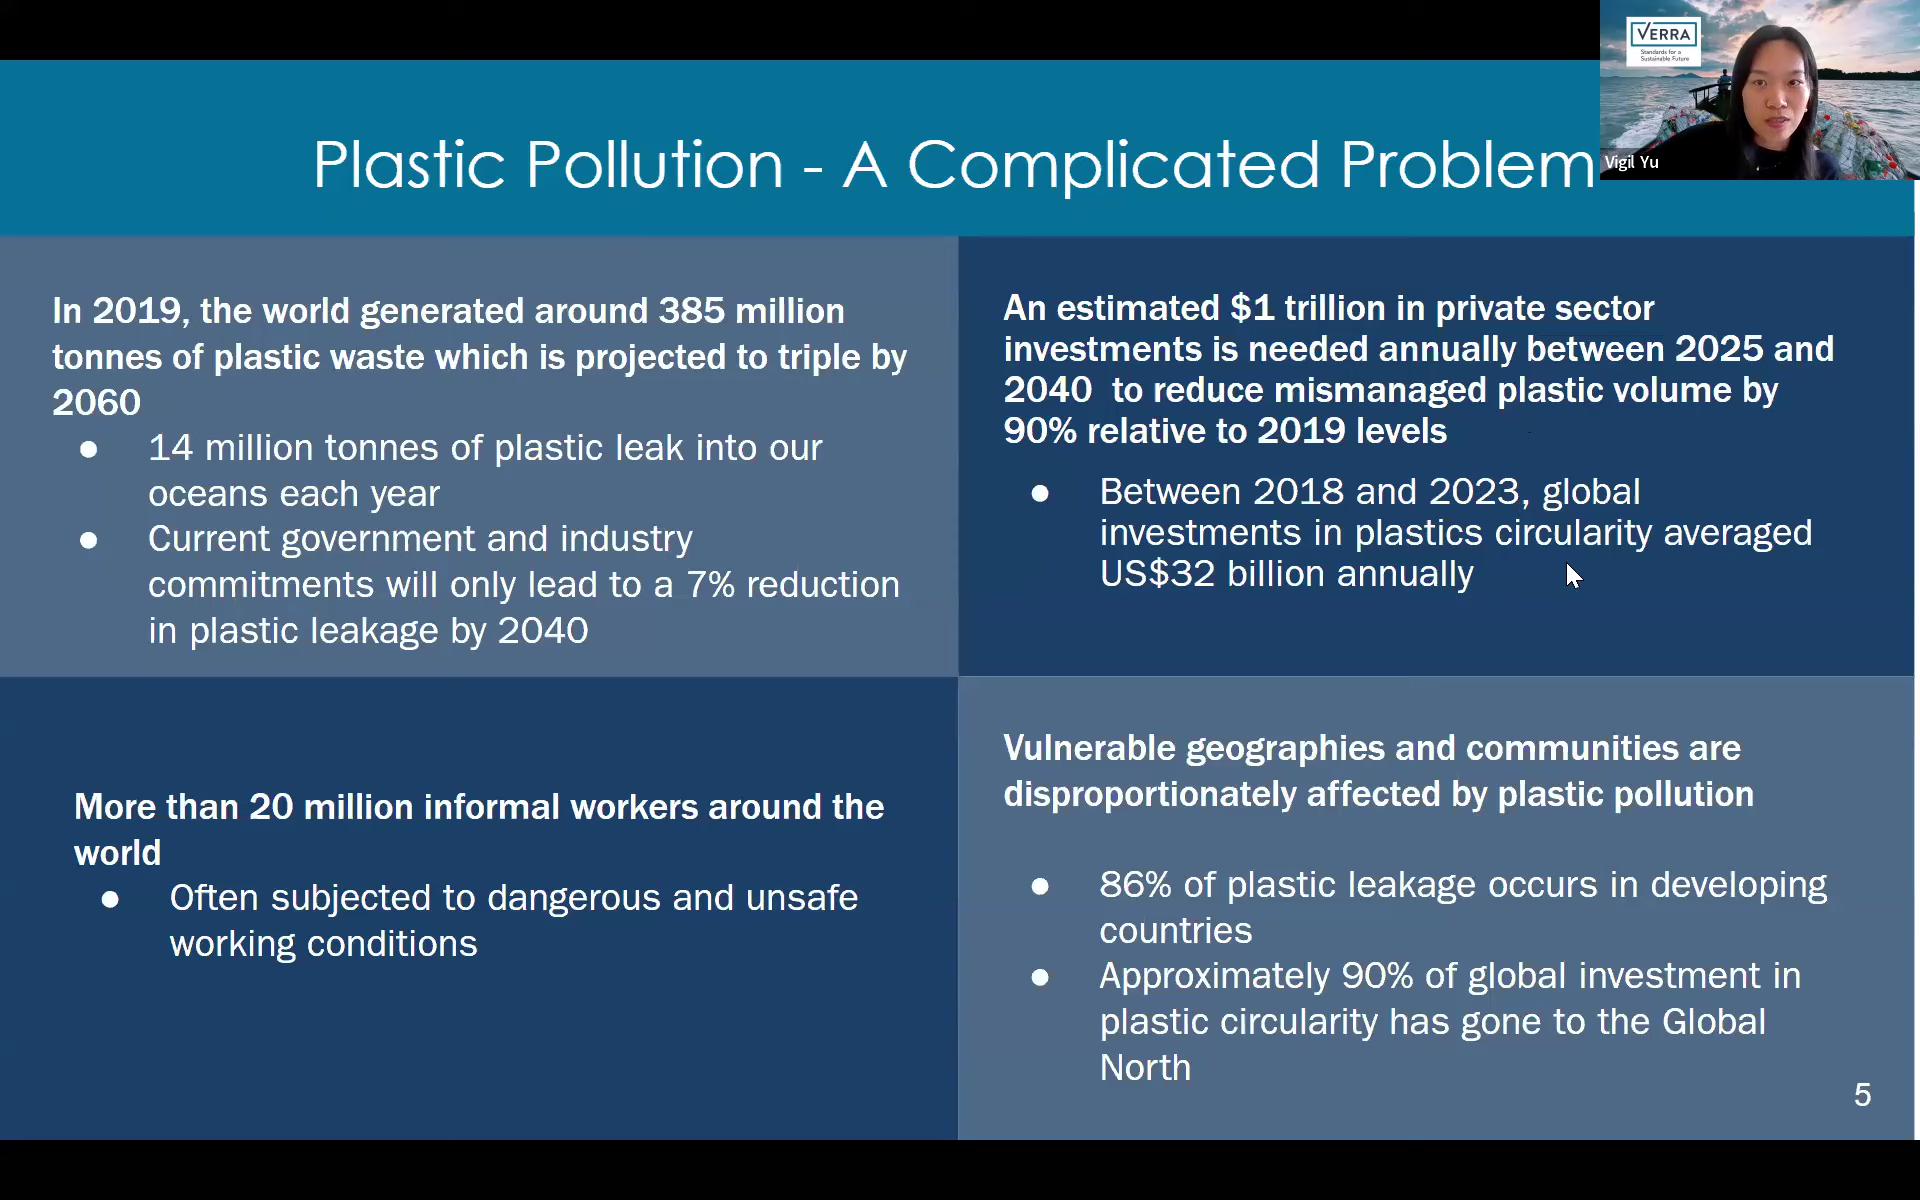 VERRA
Standards for a
Sustainable Future
Vigil Yu
Plastic Pollution - A Complicated Problem
In 2019, the world generated around 385 million
tonnes of plastic waste which is projected to triple by
2060
● 14 million tonnes of plastic leak into our
oceans each year
● Current government and industry
commitments will only lead to a 7% reduction
in plastic leakage by 2040
An estimated $1 trillion in private sector
investments is needed annually between 2025 and
2040 to reduce mismanaged plastic volume by
90% relative to 2019 levels
● Between 2018 and 2023, global
investments in plastics circularity averaged
US$32 billion annually
More than 20 million informal workers around the
world
● Often subjected to dangerous and unsafe
working conditions
Vulnerable geographies and communities are
disproportionately affected by plastic pollution
● 86% of plastic leakage occurs in developing
countries
● Approximately 90% of global investment in
plastic circularity has gone to the Global
North
5